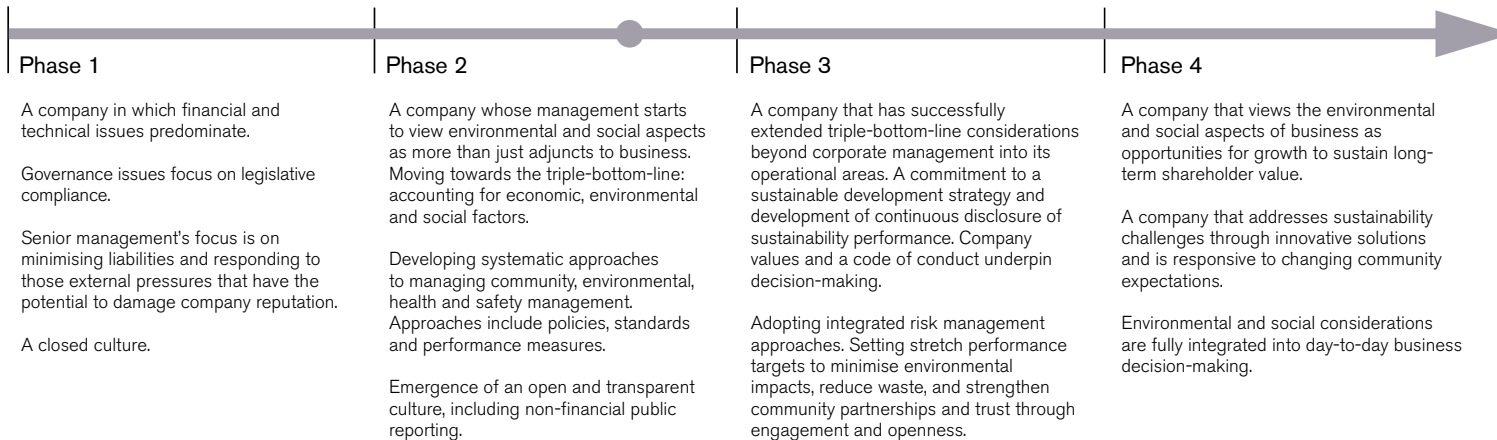 Phase 1
A company in which financial and
technical issues predominate.
Governance issues focus on legislative
compliance.
Senior management's focus is on
minimising liabilities and responding to
those external pressures that have the
potential to damage company reputation.
A closed culture.
Phase 2
A company whose management starts
to view environmental and social aspects
as more than just adjuncts to business.
Moving towards the triple-bottom-line:
accounting for economic, environmental
and social factors.
Developing systematic approaches
to managing community, environmental,
health and safety management.
Approaches include policies, standards
and performance measures.
Emergence of an open and transparent
culture, including non-financial public
reporting.
Phase 3
A company that has successfully
extended triple-bottom-line considerations
beyond corporate management into its
operational areas. A commitment to a
sustainable development strategy and
development of continuous disclosure of
sustainability performance. Company
values and a code of conduct underpin
decision-making.
Adopting integrated risk management
approaches. Setting stretch performance
targets to minimise environmental
impacts, reduce waste, and strengthen
community partnerships and trust through
engagement and openness.
Phase 4
A company that views the environmental
and social aspects of business as
opportunities for growth to sustain long-
term shareholder value.
A company that addresses sustainability
challenges through innovative solutions
and is responsive to changing community
expectations.
Environmental and social considerations
are fully integrated into day-to-day business
decision-making.